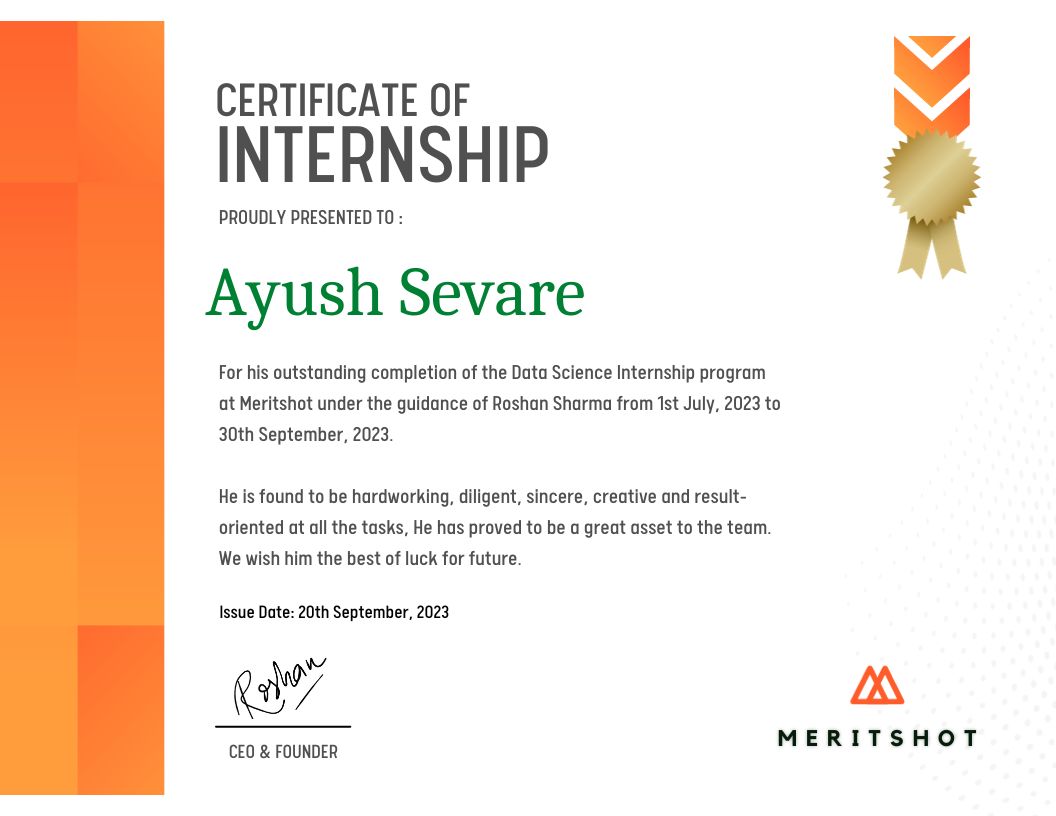 CERTIFICATE OF
INTERNSHIP
PROUDLY PRESENTED TO :
Ayush Sevare
For his outstanding completion of the Data Science Internship program
at Meritshot under the guidance of Roshan Sharma from 1st July, 2023 to
30th September, 2023.
He is found to be hardworking, diligent, sincere, creative and result-
oriented at all the tasks, He has proved to be a great asset to the team.
We wish him the best of luck for future.
Issue Date: 20th September, 2023
Roshan
CEO & FOUNDER
MERITSHOT